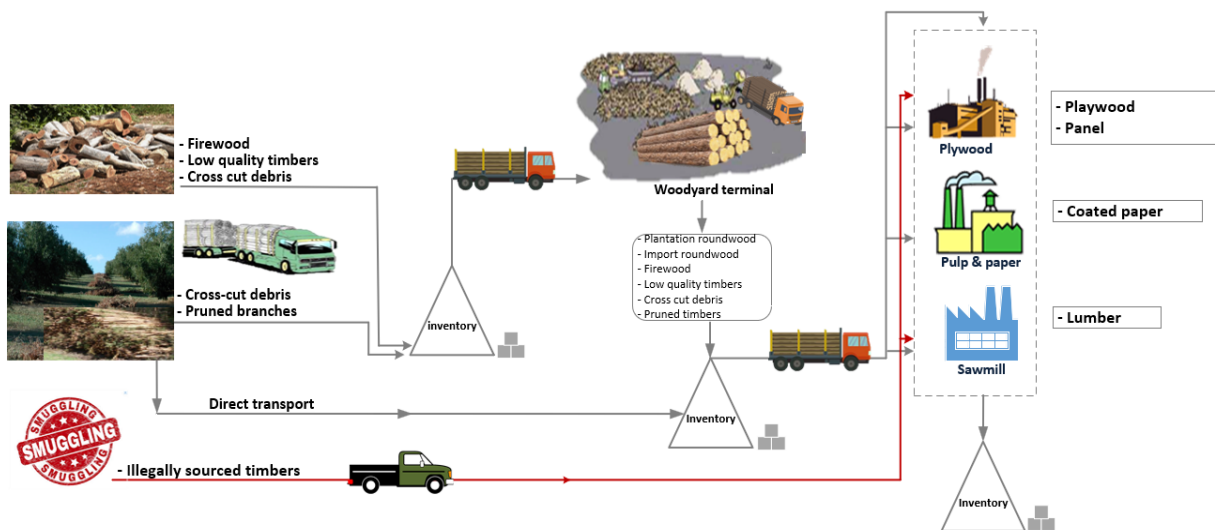 - Firewood
- Low quality timbers
- Cross cut debris
- Cross-cut debris
- Pruned branches
inventory
Woodyard terminal
- Plantation roundwood
- Import roundwood
- Firewood
- Low quality timbers
- Cross cut debris
- Pruned timbers
Direct transport
Inventory
SMUGGLING
SMUGGLING
SMUGGLING
- Illegally sourced timbers
Plywood
Pulp & paper
Sawmill
- Playwood
- Panel
- Coated paper
- Lumber
Inventory